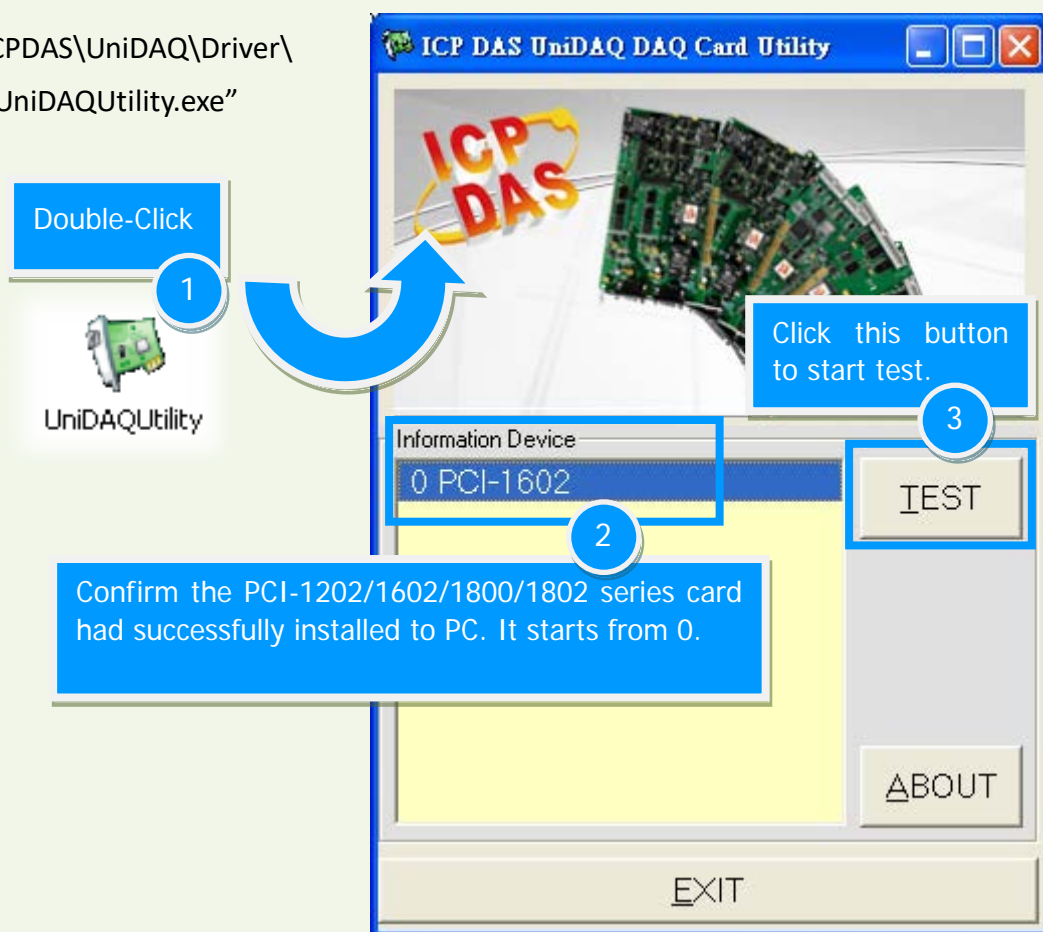 CPDAS\UniDAQ\Driver\
UniDAQUtility.exe”
Double-Click
1
UniDAQUtility
ICP DAS UniDAQ DAQ Card Utility
ICP
DAS
Click this button
to start test.
3
Information Device
0 PCI-1602
TEST
2
Confirm the PCI-1202/1602/1800/1802 series card
had successfully installed to PC. It starts from 0.
ABOUT
EXIT